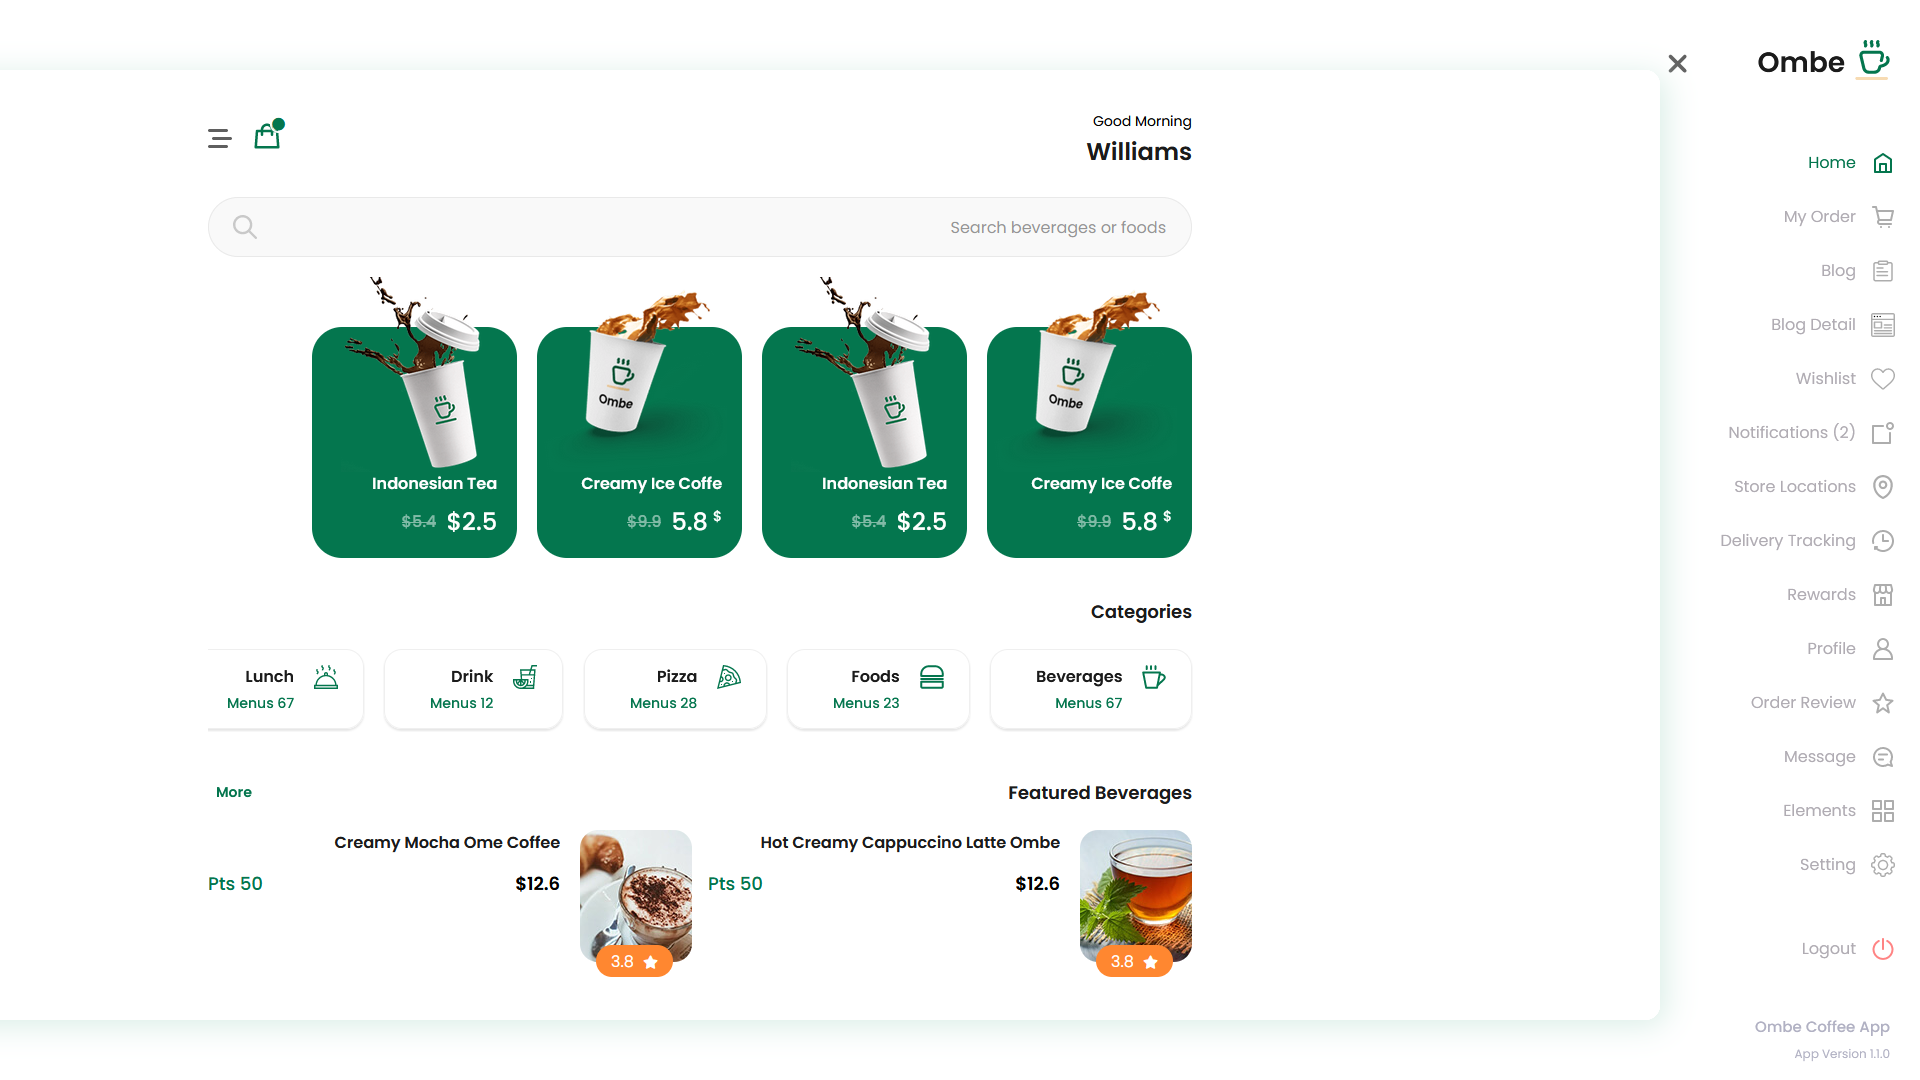 Ombe
Good Morning
Williams
Search beverages or foods
Ombe
Ombe
Indonesian Tea
$5.4 $2.5
Creamy Ice Coffe
$9.9 5.8 $
Indonesian Tea
$5.4 $2.5
Creamy Ice Coffe
$9.9 5.8 $
Categories
Lunch
Menus 67
Drink
Menus 12
Pizza
Menus 28
Foods
Menus 23
Beverages
Menus 67
More
Featured Beverages
Creamy Mocha Ome Coffee
Pts 50
$12.6
3.8
Hot Creamy Cappuccino Latte Ombe
Pts 50
$12.6
3.8
Home
My Order
Blog
Blog Detail
Wishlist
Notifications (2)
Store Locations
Delivery Tracking
Rewards
Profile
Order Review
Message
Elements
Setting
Logout
Ombe Coffee App
App Version 1.1.0